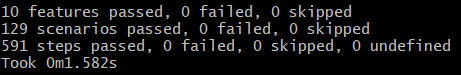 10 features passed, 0 failed, 0 skipped
129 scenarios passed, 0 failed, 0 skipped
591 steps passed, 0 failed, 0 skipped, 0 undefined
Took 0m1.582s